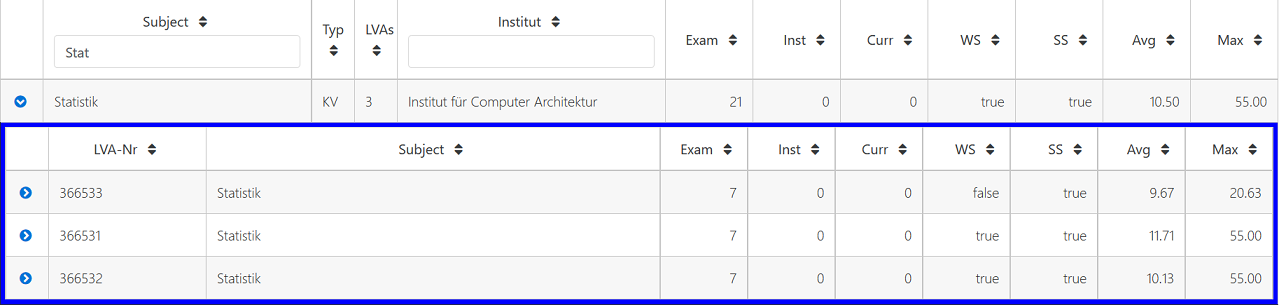 Subject Typ LVAs Institut Exam Inst Curr WS SS Avg Max
Stat
Statistik KV 3 Institut für Computer Architektur 21 0 0 true true 10.50 55.00
LVA-Nr Subject Exam Inst Curr WS SS Avg Max
366533 Statistik 7 0 0 false true 9.67 20.63
366531 Statistik 7 0 0 true true 11.71 55.00
366532 Statistik 7 0 0 true true 10.13 55.00